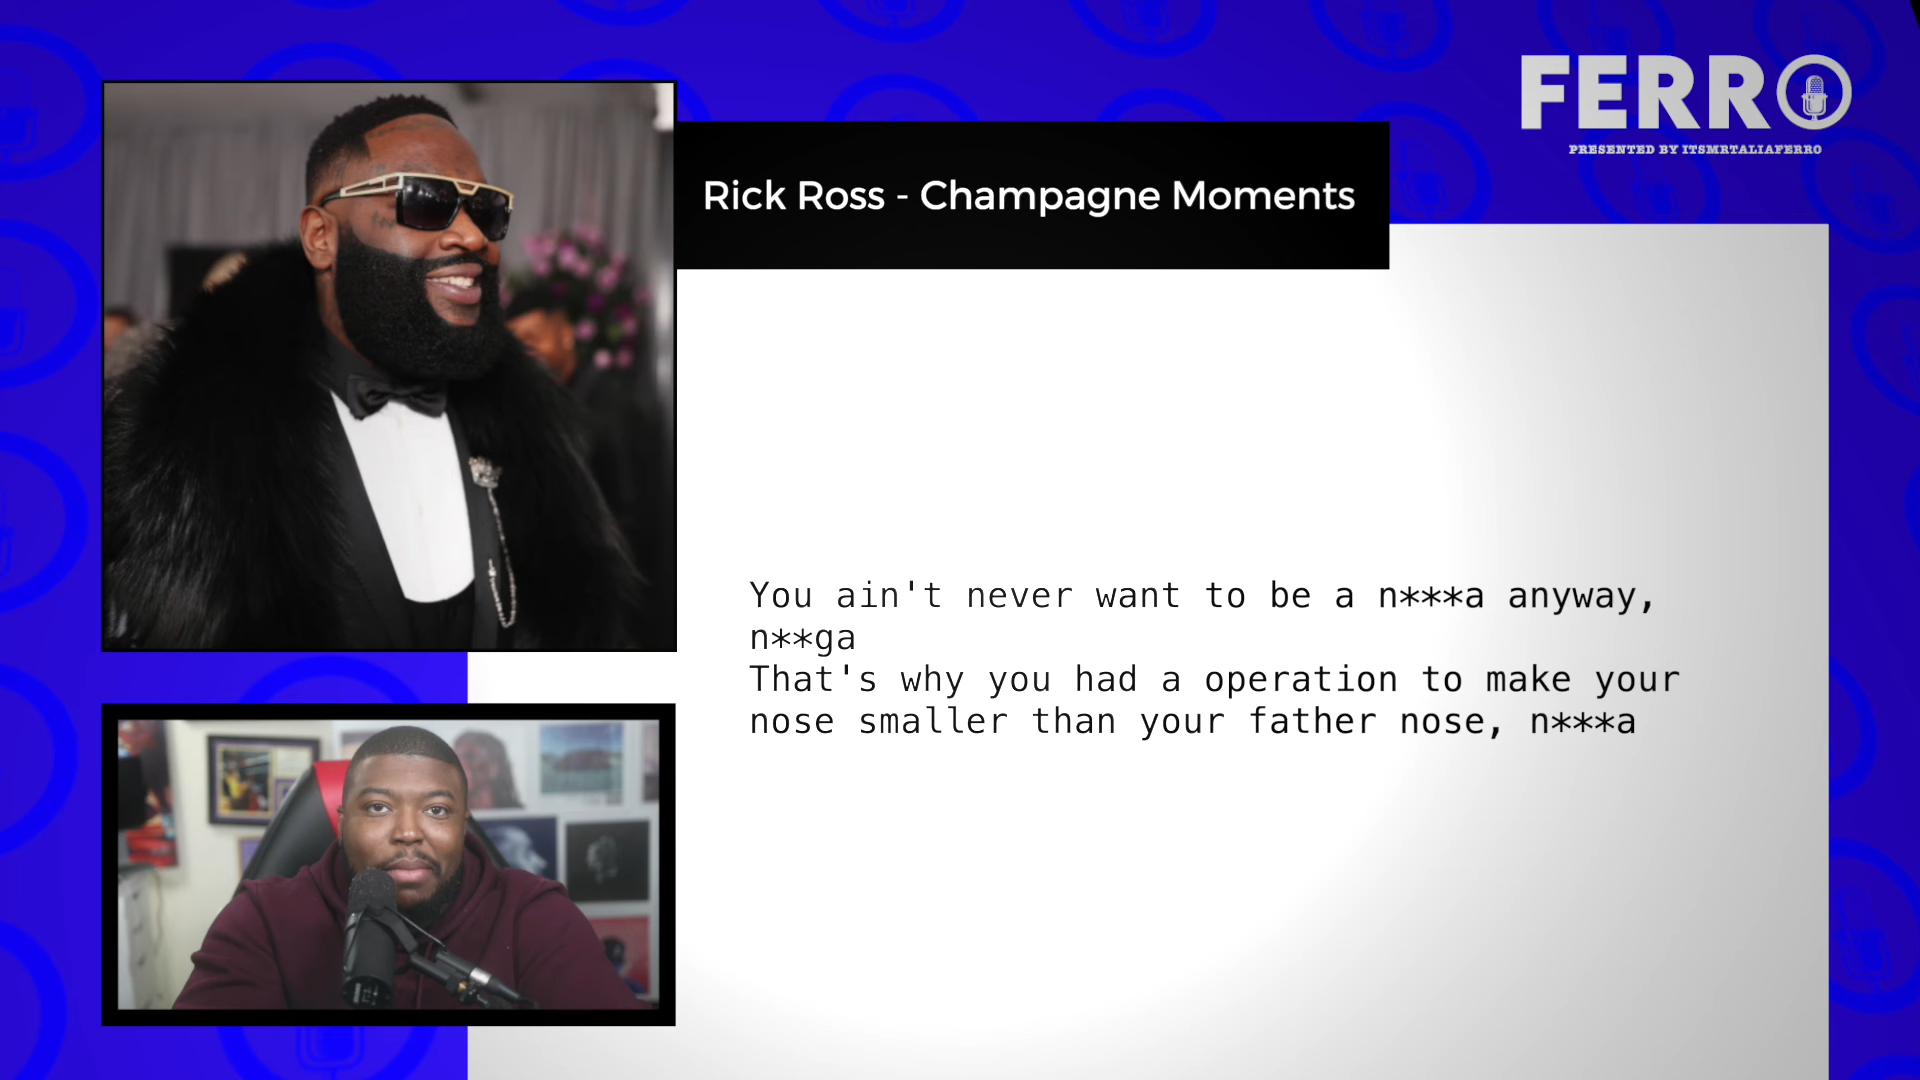 FERRO
PRESENTED BY ITSMRTALIAFERRO
Rick Ross - Champagne Moments
You ain't never want to be a n***a anyway,
n**ga
That's why you had a operation to make your
nose smaller than your father nose, n***a